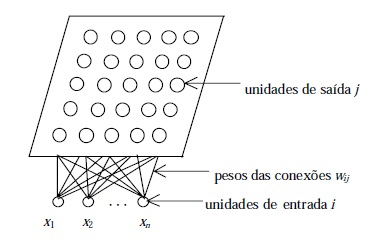 unidades de saída j
pesos das conexões wij
unidades de entrada i
x1 x2 . . . xn